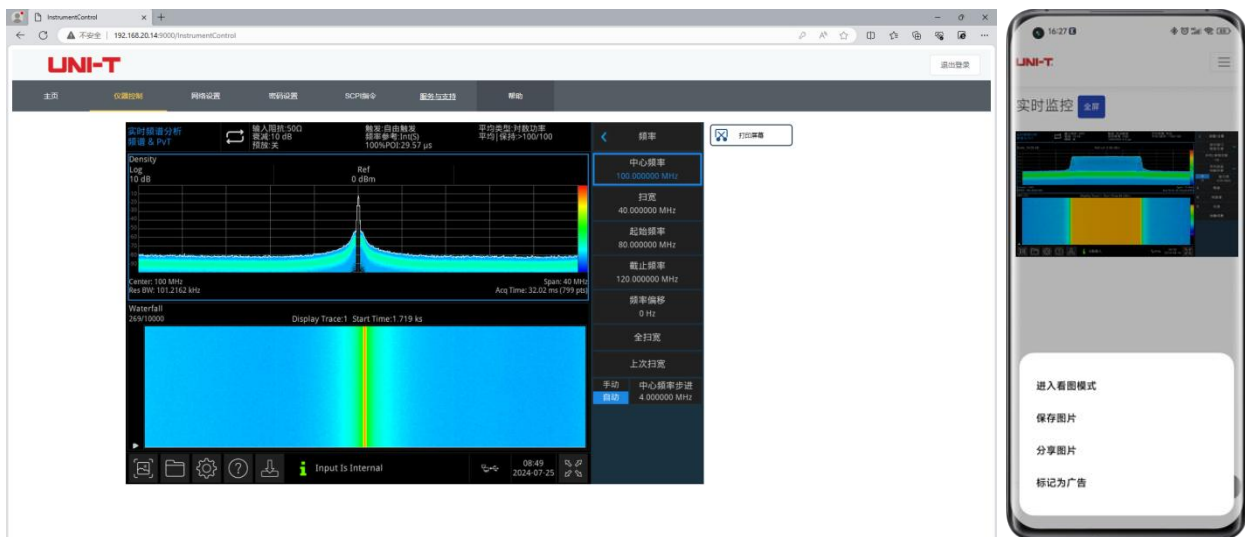 InstrumentControl
不安全 | 192.168.20.14:9000/InstrumentControl
UNI-T
退出登录
主页 仪器控制 网络设置 密码设置 SCPI指令 服务与支持 帮助
实时频谱分析
频谱 & PvT
输入阻抗:50Ω
衰减:10 dB
预放:关
触发:自由触发
频率参考:Int(S)
100%POI:29.57 μs
平均类型:对数功率
平均|保持:>100/100
Density
Log
10 dB
Ref
0 dBm
Center: 100 MHz
Res BW: 101.2162 kHz
Span: 40 MHz
Acq Time: 32.02 ms (799 pts)
Waterfall
269/10000
Display Trace:1 Start Time:1.719 ks
Input Is Internal
08:49
2024-07-25
频率
中心频率
100.000000 MHz
扫宽
40.000000 MHz
起始频率
80.000000 MHz
截止频率
120.000000 MHz
频率偏移
0 Hz
全扫宽
上次扫宽
手动
自动
中心频率步进
4.000000 MHz
打印屏幕
16:27
UNI-T
实时监控 全屏
进入看图模式
保存图片
分享图片
标记为广告